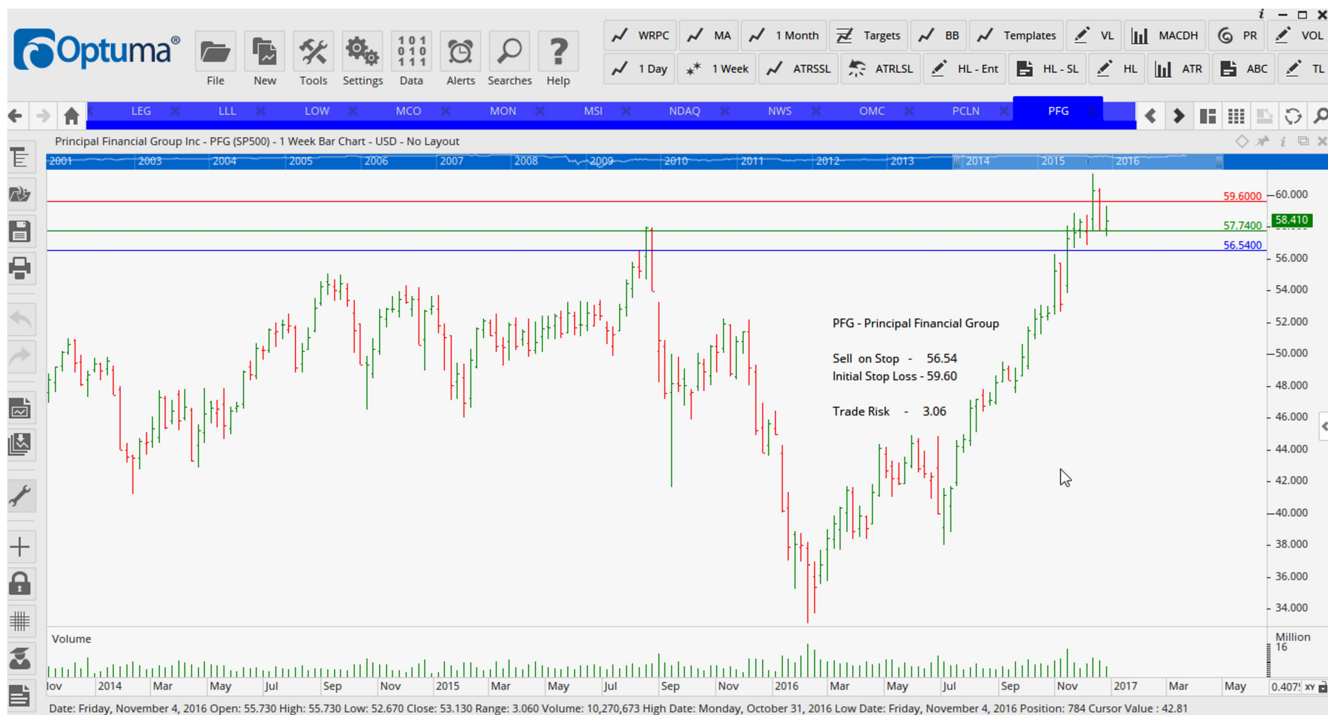 i
Optuma®
File New Tools Settings Data Alerts Searches Help
WRPC MA 1 Month Targets BB Templates VL MACDH PR VOL
1 Day 1 Week ATRSSL ATRLSL HL - Ent HL - SL HL ATR ABC TL
LEG LLL LOW MCO MON MSI NDAQ NWS OMC PCLN PFG
Principal Financial Group Inc - PFG (SP500) - 1 Week Bar Chart - USD - No Layout
2001 2003 2004 2005 2006 2007 2008 2009 2010 2011 2012 2013 2014 2015 2016
59.6000 60.000
57.7400 58.410
56.5400
56.000
54.000
52.000
50.000
48.000
46.000
44.000
42.000
40.000
38.000
36.000
34.000
PFG - Principal Financial Group
Sell on Stop - 56.54
Initial Stop Loss - 59.60
Trade Risk - 3.06
Volume Million
16
2014 Mar May Jul Sep Nov 2015 Mar May Jul Sep Nov 2016 Mar May Jul Sep Nov 2017 Mar May XY
Date: Friday, November 4, 2016 Open: 55.730 High: 55.730 Low: 52.670 Close: 53.130 Range: 3.060 Volume: 10,270,673 High Date: Monday, October 31, 2016 Low Date: Friday, November 4, 2016 Position: 784 Cursor Value : 42.81